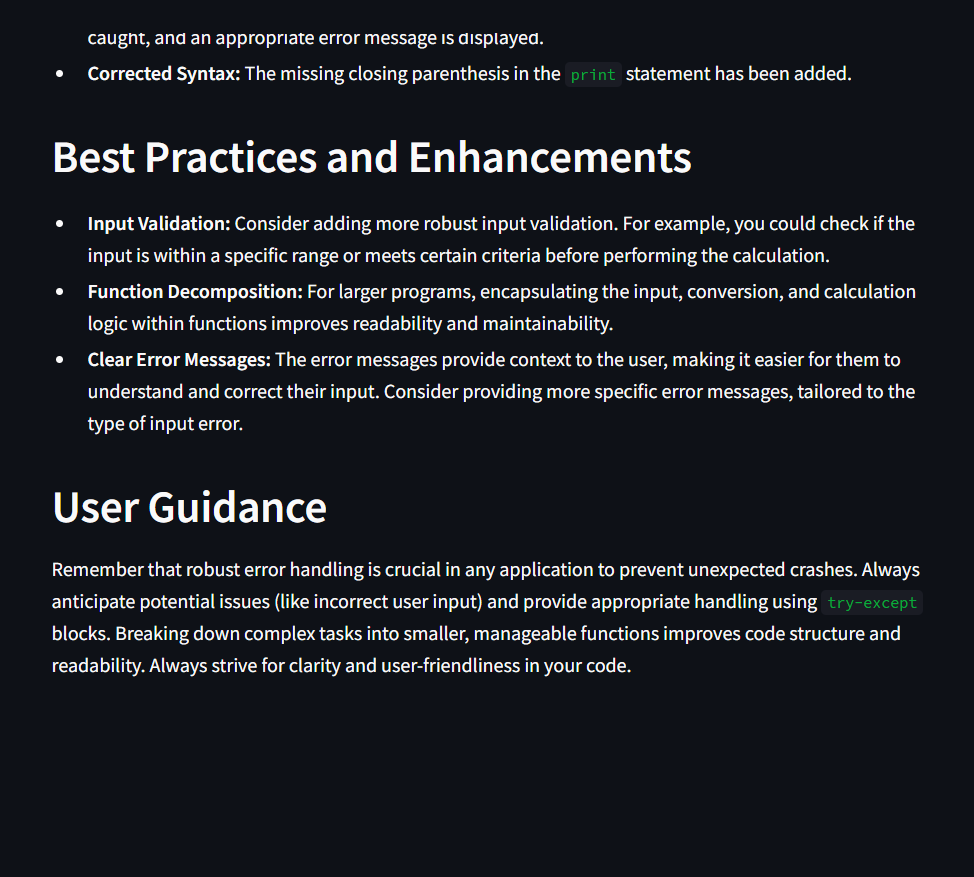 caught, and an appropriate error message is displayed.
• Corrected Syntax: The missing closing parenthesis in the print statement has been added.
Best Practices and Enhancements
• Input Validation: Consider adding more robust input validation. For example, you could check if the
input is within a specific range or meets certain criteria before performing the calculation.
• Function Decomposition: For larger programs, encapsulating the input, conversion, and calculation
logic within functions improves readability and maintainability.
• Clear Error Messages: The error messages provide context to the user, making it easier for them to
understand and correct their input. Consider providing more specific error messages, tailored to the
type of input error.
User Guidance
Remember that robust error handling is crucial in any application to prevent unexpected crashes. Always
anticipate potential issues (like incorrect user input) and provide appropriate handling using try-except
blocks. Breaking down complex tasks into smaller, manageable functions improves code structure and
readability. Always strive for clarity and user-friendliness in your code.